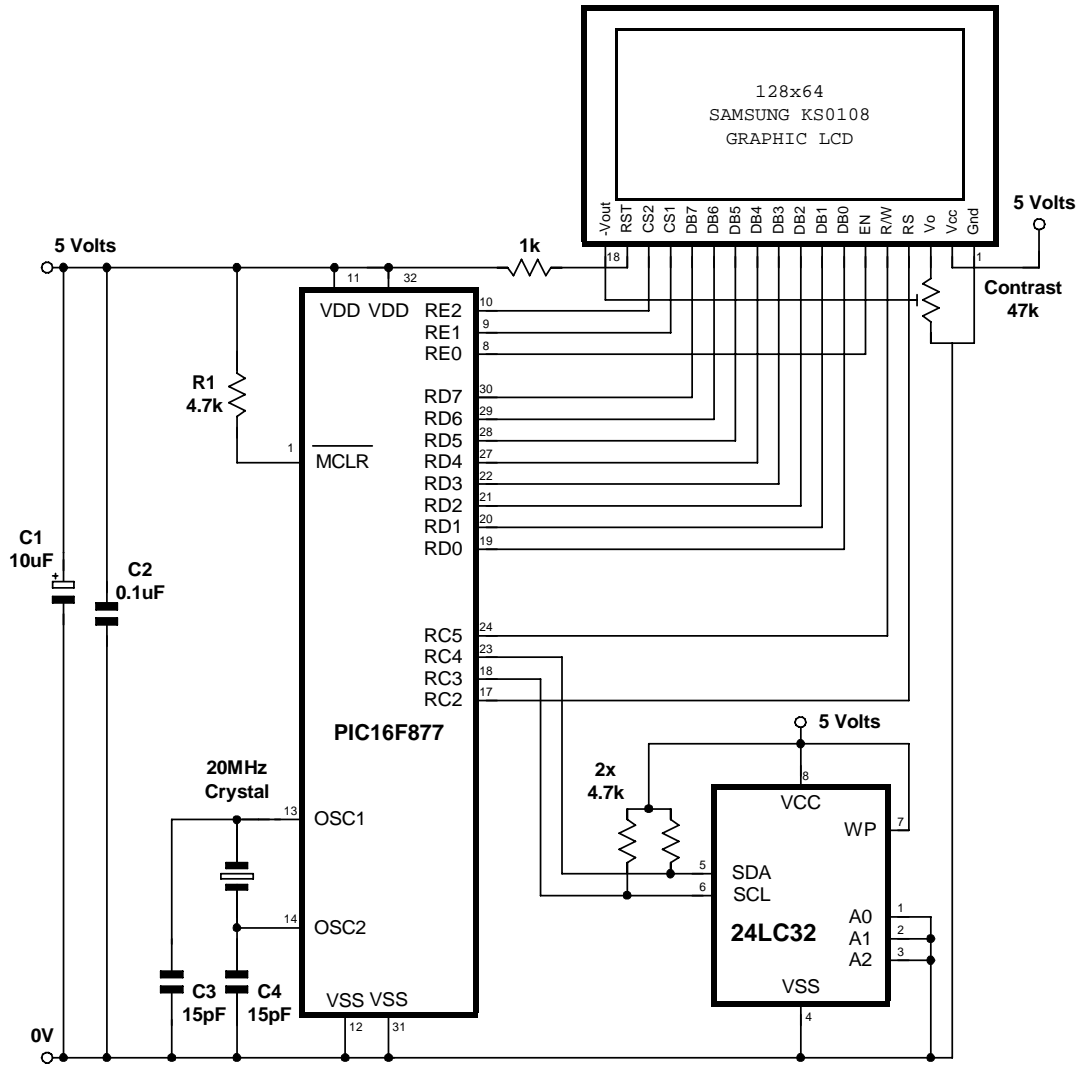 128x64
SAMSUNG KS0108
GRAPHIC LCD
-Vout
RST
CS2
CS1
DB7
DB6
DB5
DB4
DB3
DB2
DB1
DB0
EN
R/W
RS
Vo
Vcc
Gnd
18
1
5 Volts
Contrast
47k
5 Volts
1k
11
32
VDD VDD
RE2 10
RE1 9
RE0 8
R1
4.7k
RD7 30
RD6 29
RD5 28
RD4 27
RD3 22
RD2 21
RD1 20
RD0 19
1
MCLR
C1
10uF
+
C2
0.1uF
RC5 24
RC4 23
RC3 18
RC2 17
PIC16F877
5 Volts
20MHz
Crystal
13 OSC1
14 OSC2
2x
4.7k
8
VCC
WP 7
5 SDA
6 SCL
24LC32
A0 1
A1 2
A2 3
VSS
4
C3
15pF
C4
15pF
VSS VSS
12
31
0V